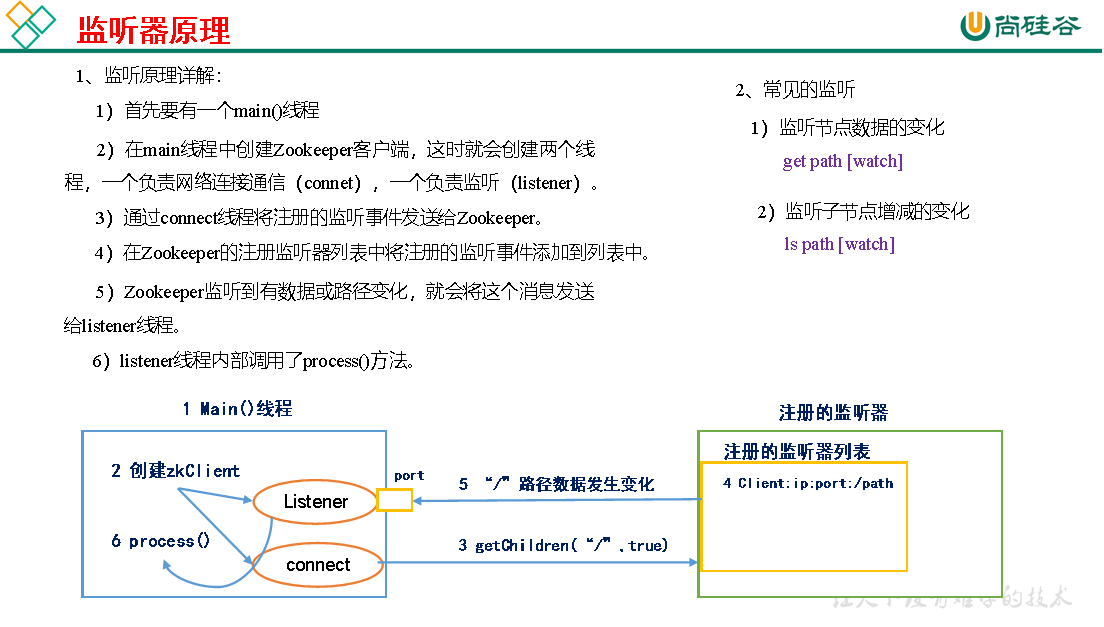 监听器原理
尚硅谷
1、监听原理详解：
1）首先要有一个main()线程
2）在main线程中创建Zookeeper客户端，这时就会创建两个线
程，一个负责网络连接通信（connet），一个负责监听（listener）。
3）通过connect线程将注册的监听事件发送给Zookeeper。
4）在Zookeeper的注册监听器列表中将注册的监听事件添加到列表中。
5）Zookeeper监听到有数据或路径变化，就会将这个消息发送
给listener线程。
6）listener线程内部调用了process()方法。
2、常见的监听
1）监听节点数据的变化
get path [watch]
2）监听子节点增减的变化
ls path [watch]
1 Main()线程
2 创建zkClient
Listener
port
6 process()
connect
5 “/”路径数据发生变化
3 getChildren(“/”,true)
注册的监听器
注册的监听器列表
4 Client:ip:port:/path
的技术